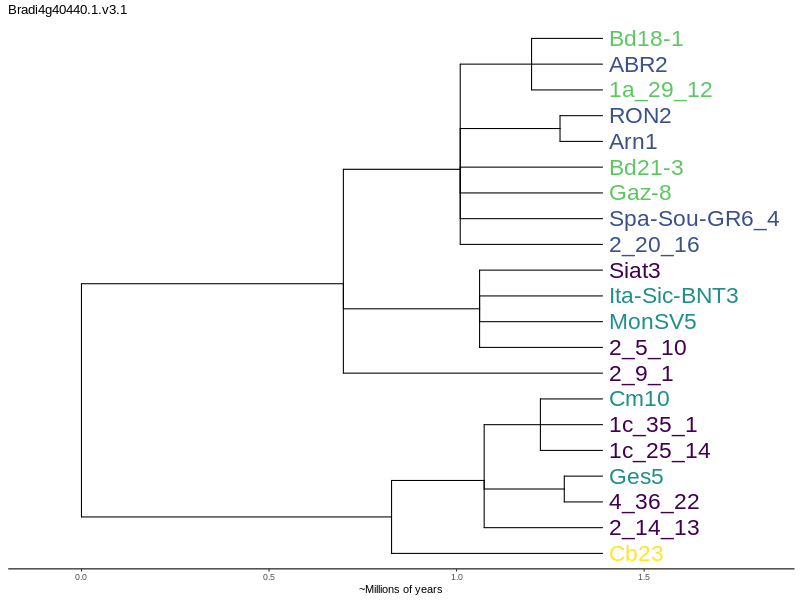 Bradi4g40440.1.v3.1
Bd18-1
ABR2
1a_29_12
RON2
Arn1
Bd21-3
Gaz-8
Spa-Sou-GR6_4
2_20_16
Siat3
Ita-Sic-BNT3
MonSV5
2_5_10
2_9_1
Cm10
1c_35_1
1c_25_14
Ges5
4_36_22
2_14_13
Cb23
0.0 0.5 1.0 1.5
~Millions of years